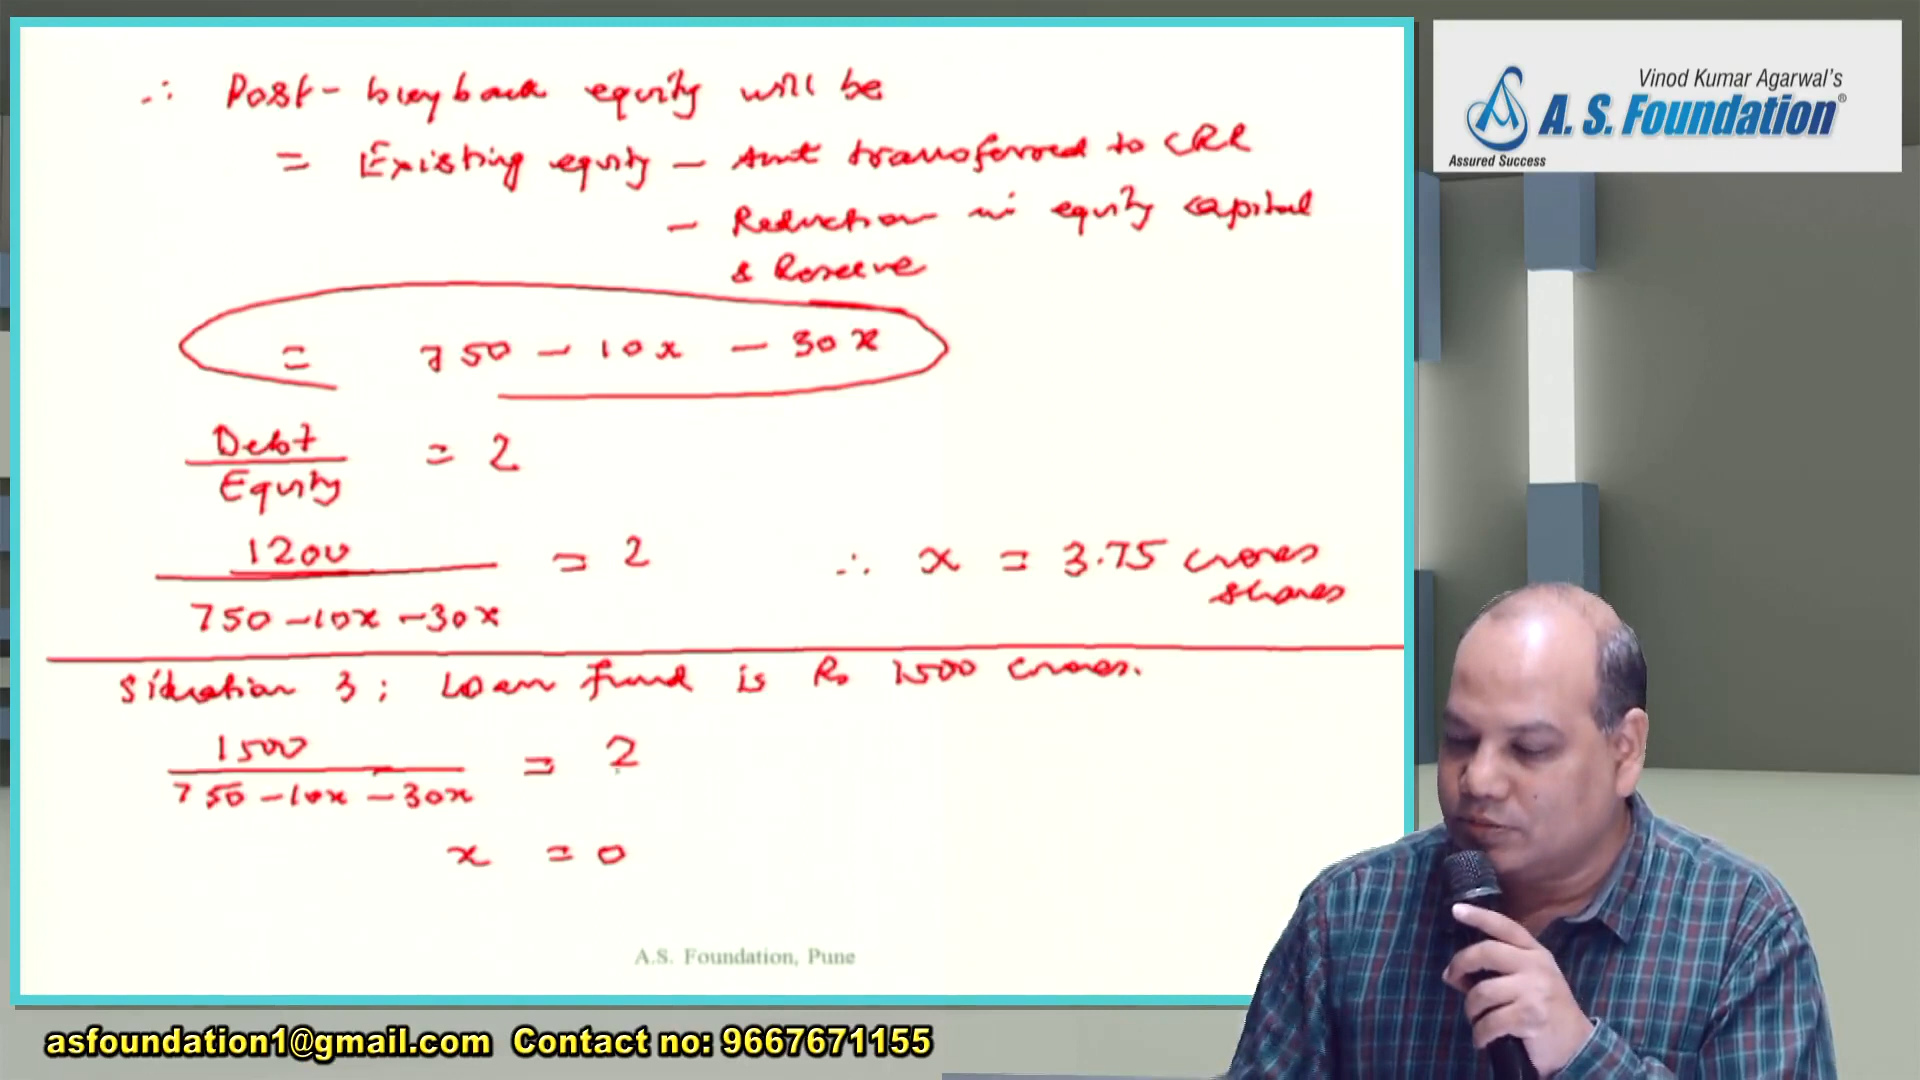 ∴ Post-buyback equity will be
= Existing equity - Amt transferred to CRR
- Reduction in equity capital
& Reserve
= 750 - 10x - 30x
Debt
Equity
= 2
1200
750 - 10x - 30x
= 2
∴ x = 3.75 crores
shares
Situation 3; Loan fund is Rs 1500 crores.
1500
750 - 10x - 30x
= 2
x = 0
A.S. Foundation, Pune
Vinod Kumar Agarwal's
A. S. Foundation®
Assured Success
asfoundation1@gmail.com Contact no: 9667671155